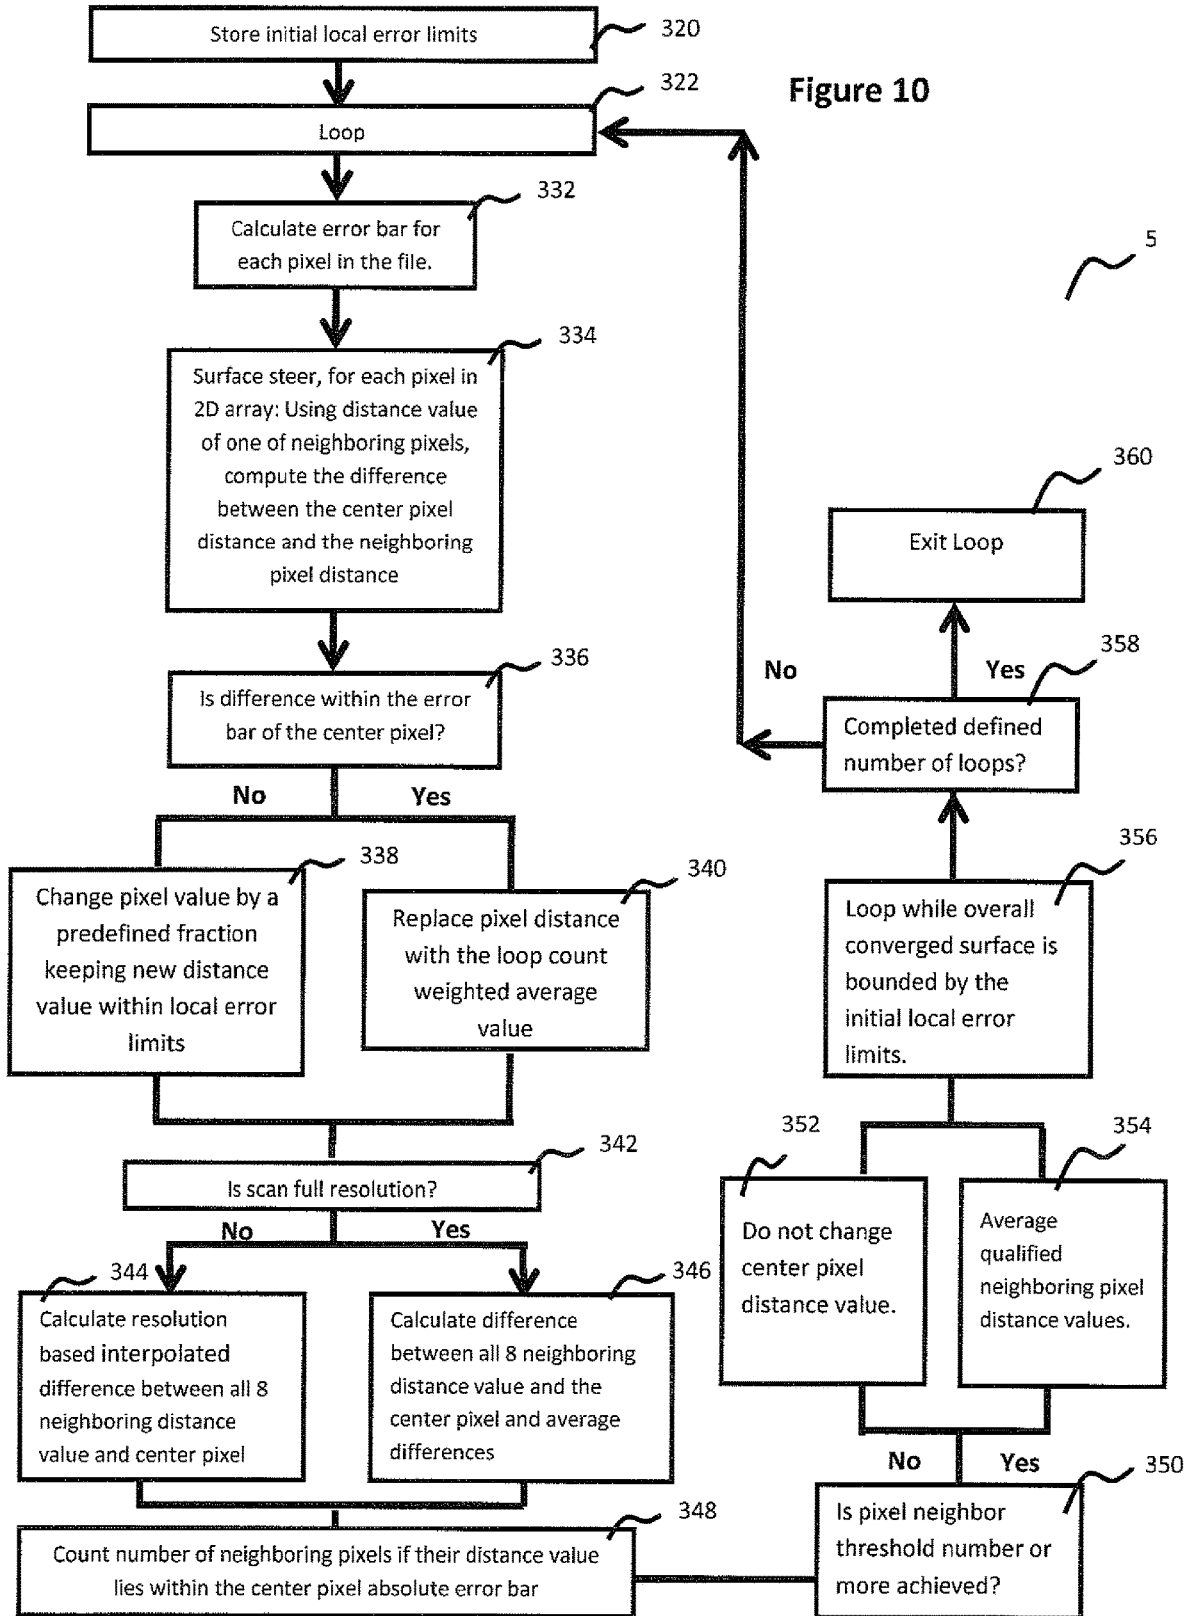 Store initial local error limits
320
Figure 10
322
Loop
332
Calculate error bar for
each pixel in the file.
5
334
Surface steer, for each pixel in
2D array: Using distance value
of one of neighboring pixels,
compute the difference
between the center pixel
distance and the neighboring
pixel distance
336
Is difference within the error
bar of the center pixel?
No
Yes
338
Change pixel value by a
predefined fraction
keeping new distance
value within local error
limits
340
Replace pixel distance
with the loop count
weighted average
value
342
Is scan full resolution?
No
Yes
344
Calculate resolution
based interpolated
difference between all 8
neighboring distance
value and center pixel
346
Calculate difference
between all 8 neighboring
distance value and the
center pixel and average
differences
348
Count number of neighboring pixels if their distance value
lies within the center pixel absolute error bar
350
Is pixel neighbor
threshold number or
more achieved?
No
Yes
352
Do not change
center pixel
distance value.
354
Average
qualified
neighboring pixel
distance values.
356
Loop while overall
converged surface is
bounded by the
initial local error
limits.
358
Completed defined
number of loops?
No
Yes
360
Exit Loop